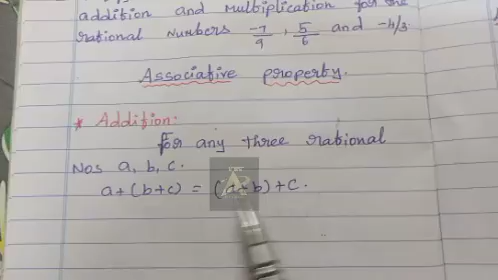 addition and Multiplication for the
rational numbers -7/9, 5/6 and -4/3.
Associative property.
* Addition:
for any three rational
Nos a, b, c.
a+(b+c) = (a+b)+c.